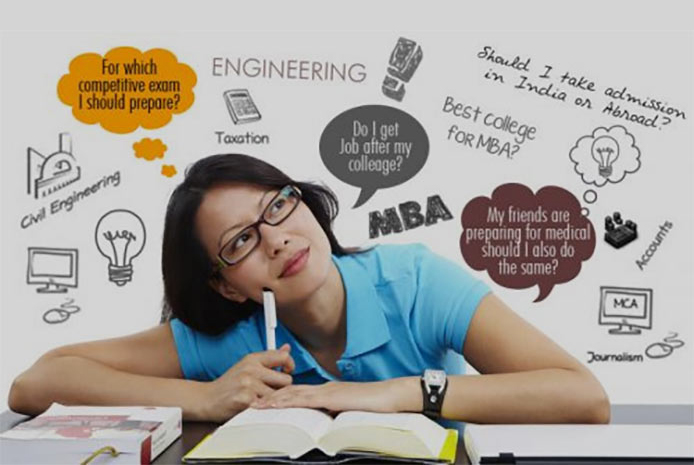 For which
competitive exam
I should prepare?
ENGINEERING
Should I take admission
in India or Abroad?
Taxation
Do I get
Job after my
colleage?
Best college
for MBA?
Civil Engineering
MBA
My friends are
preparing for medical
should I also do
the same?
Accounts
MCA
Journalism